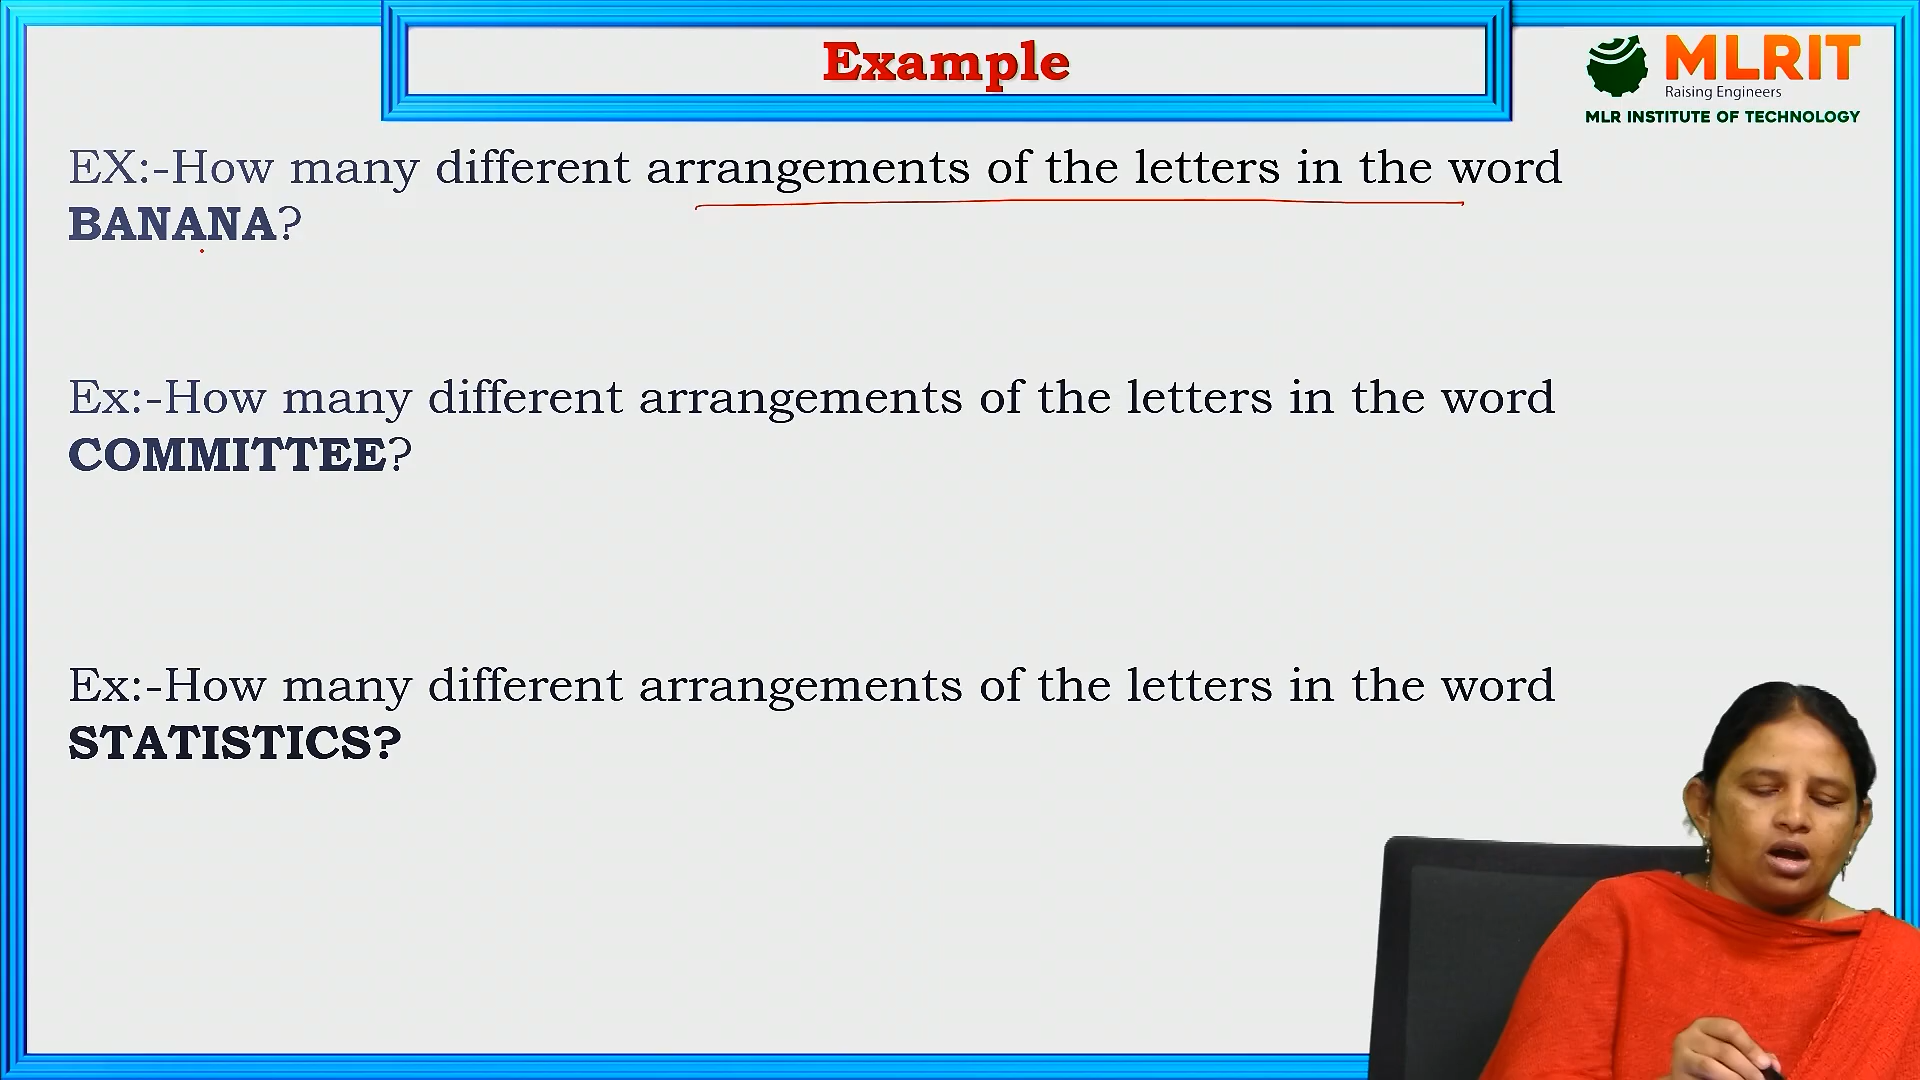 Example
MLRIT
Raising Engineers
MLR INSTITUTE OF TECHNOLOGY
EX:-How many different arrangements of the letters in the word
BANANA?
Ex:-How many different arrangements of the letters in the word
COMMITTEE?
Ex:-How many different arrangements of the letters in the word
STATISTICS?